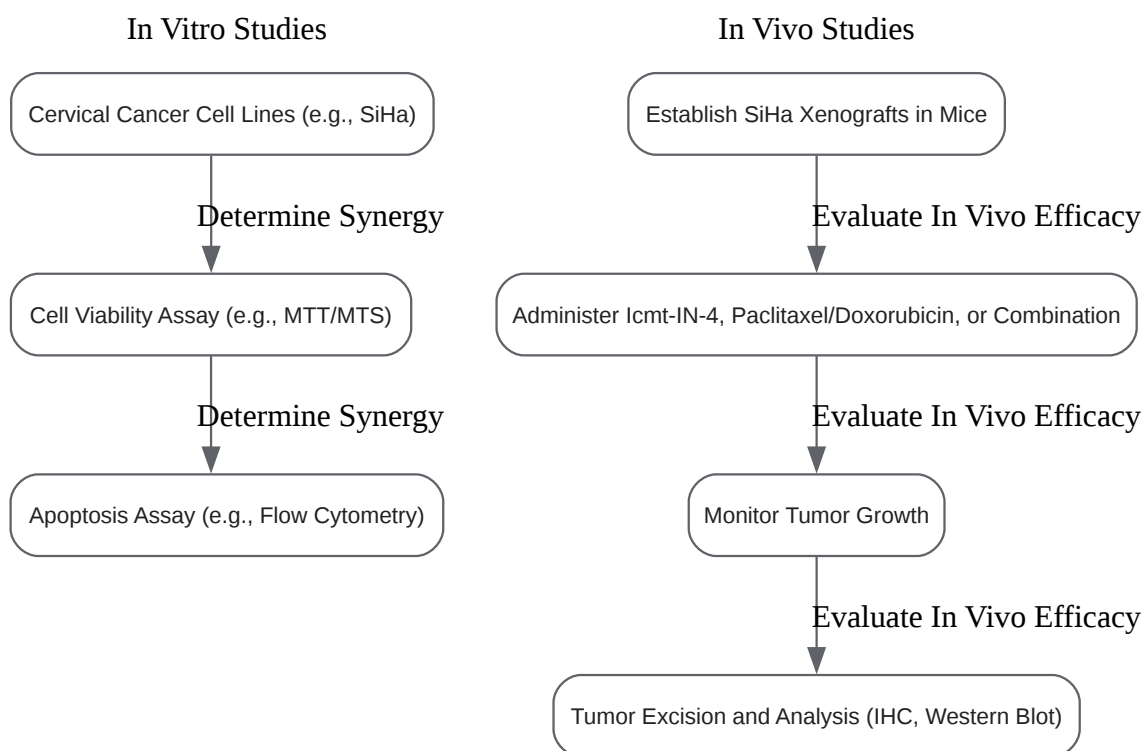 In Vitro Studies
Cervical Cancer Cell Lines (e.g., SiHa)
Determine Synergy
Cell Viability Assay (e.g., MTT/MTS)
Determine Synergy
Apoptosis Assay (e.g., Flow Cytometry)
In Vivo Studies
Establish SiHa Xenografts in Mice
Evaluate In Vivo Efficacy
Administer Icmt-IN-4, Paclitaxel/Doxorubicin, or Combination
Evaluate In Vivo Efficacy
Monitor Tumor Growth
Evaluate In Vivo Efficacy
Tumor Excision and Analysis (IHC, Western Blot)